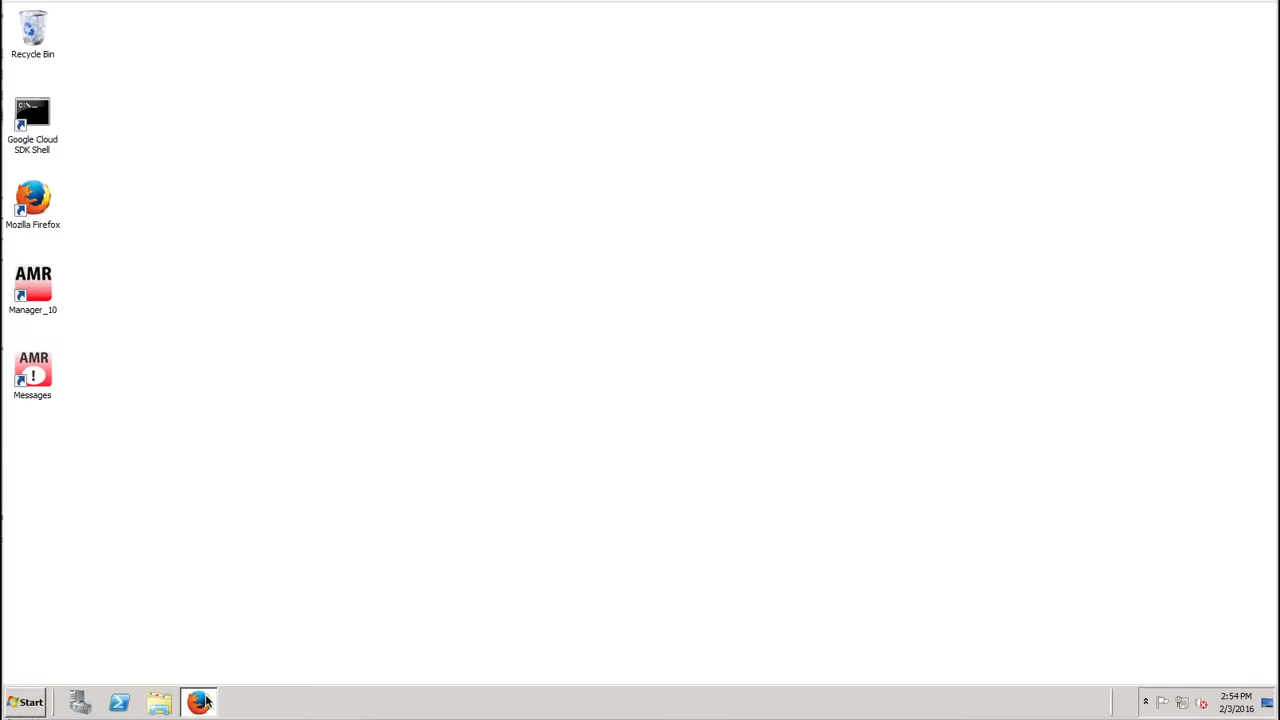 Recycle Bin
Google Cloud
SDK Shell
Mozilla Firefox
AMR
Manager_10
AMR
!
Messages
Start
2:54 PM
2/3/2016